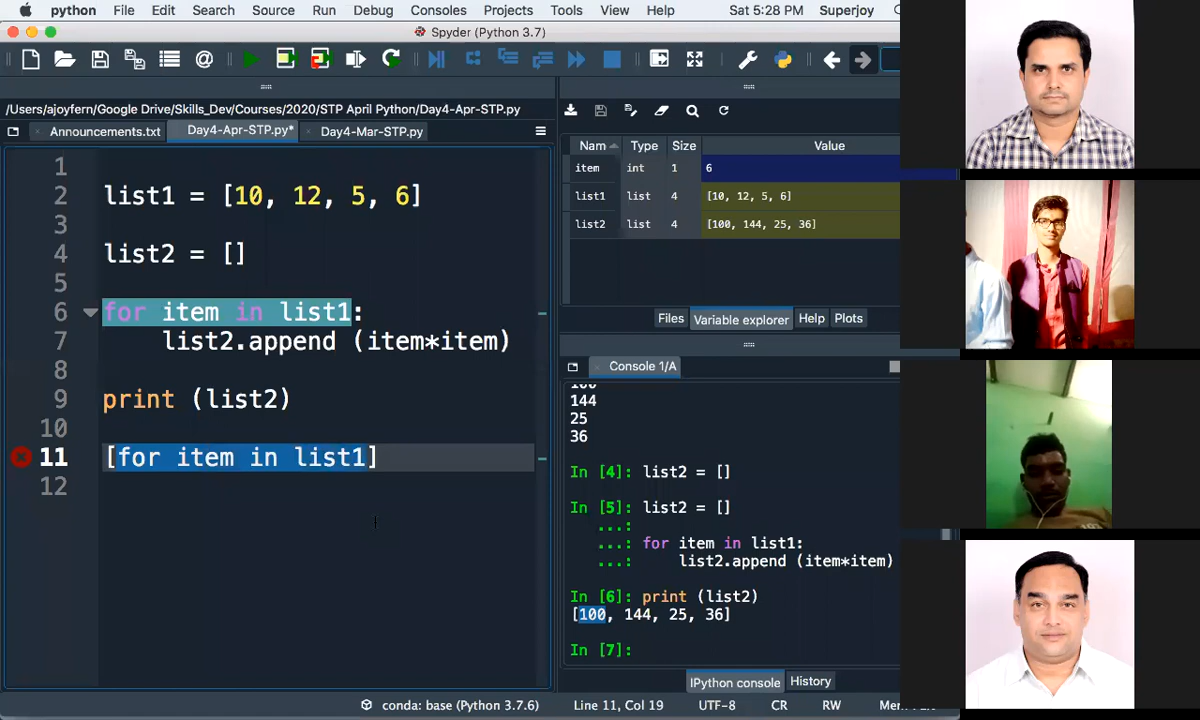 python File Edit Search Source Run Debug Consoles Projects Tools View Help Sat 5:28 PM Superjoy
Spyder (Python 3.7)
/Users/ajoyfern/Google Drive/Skills_Dev/Courses/2020/STP April Python/Day4-Apr-STP.py
Announcements.txt Day4-Apr-STP.py* Day4-Mar-STP.py
1
2 list1 = [10, 12, 5, 6]
3
4 list2 = []
5
6 for item in list1:
7 list2.append (item*item)
8
9 print (list2)
10
11 [for item in list1]
12
Nam Type Size Value
item int 1 6
list1 list 4 [10, 12, 5, 6]
list2 list 4 [100, 144, 25, 36]
Files Variable explorer Help Plots
Console 1/A
100
144
25
36
In [4]: list2 = []
In [5]: list2 = []
...:
...: for item in list1:
...: list2.append (item*item)
In [6]: print (list2)
[100, 144, 25, 36]
In [7]:
IPython console History
conda: base (Python 3.7.6) Line 11, Col 19 UTF-8 CR RW